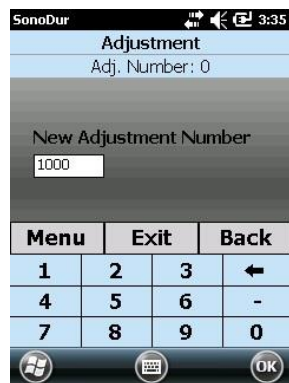 SonoDur 3:35
Adjustment
Adj. Number: 0
New Adjustment Number
1000
Menu Exit Back
1 2 3 ←
4 5 6 -
7 8 9 0
OK